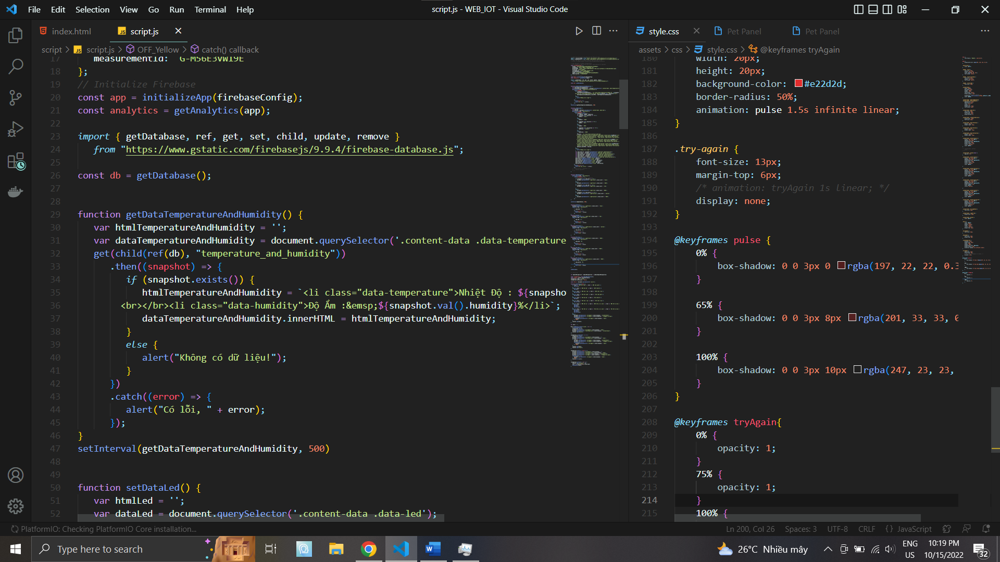 File Edit Selection View Go Run Terminal Help
script.js - WEB_IOT - Visual Studio Code
index.html
script.js
script > script.js > OFF_Yellow > catch() callback
17 measurementId: "G-M56E3VW19E"
18 };
19 // Initialize Firebase
20 const app = initializeApp(firebaseConfig);
21 const analytics = getAnalytics(app);
22
23 import { getDatabase, ref, get, set, child, update, remove }
24 from "https://www.gstatic.com/firebasejs/9.9.4/firebase-database.js";
25
26 const db = getDatabase();
27
28
29 function getDataTemperatureAndHumidity() {
30 var htmlTemperatureAndHumidity = '';
31 var dataTemperatureAndHumidity = document.querySelector('.content-data .data-temperature
32 get(child(ref(db), "temperature_and_humidity"))
33 .then((snapshot) => {
34 if (snapshot.exists()) {
35 htmlTemperatureAndHumidity = `<li class="data-temperature">Nhiệt Độ : ${snapsho
36 <br></br><li class="data-humidity">Độ Ẩm :&emsp;${snapshot.val().humidity}%</li>`;
37 dataTemperatureAndHumidity.innerHTML = htmlTemperatureAndHumidity;
38 }
39 else {
40 alert("Không có dữ liệu!");
41 }
42 })
43 .catch((error) => {
44 alert("Có lỗi, " + error);
45 });
46 }
47 setInterval(getDataTemperatureAndHumidity, 500)
48
49
50 function setDataLed() {
51 var htmlLed = '';
52 var dataLed = document.querySelector('.content-data .data-led');
style.css
Pet Panel
Pet Panel
assets > css > style.css > @keyframes tryAgain
180 width: 20px;
181 height: 20px;
182 background-color: #e22d2d;
183 border-radius: 50%;
184 animation: pulse 1.5s infinite linear;
185 }
186
187 .try-again {
188 font-size: 13px;
189 margin-top: 6px;
190 /* animation: tryAgain 1s linear; */
191 display: none;
192 }
193
194 @keyframes pulse {
195 0% {
196 box-shadow: 0 0 3px 0 rgba(197, 22, 22, 0.3
197 }
198
199 65% {
200 box-shadow: 0 0 3px 8px rgba(201, 33, 33, 0
201 }
202
203 100% {
204 box-shadow: 0 0 3px 10px rgba(247, 23, 23,
205 }
206 }
207
208 @keyframes tryAgain{
209 0% {
210 opacity: 1;
211 }
212 75% {
213 opacity: 1;
214 }
215 100% {
PlatformIO: Checking PlatformIO Core installation...
Ln 200, Col 26 Spaces: 3 UTF-8 CRLF {} JavaScript
Type here to search
26°C Nhiều mây
ENG
US
10:19 PM
10/15/2022
32